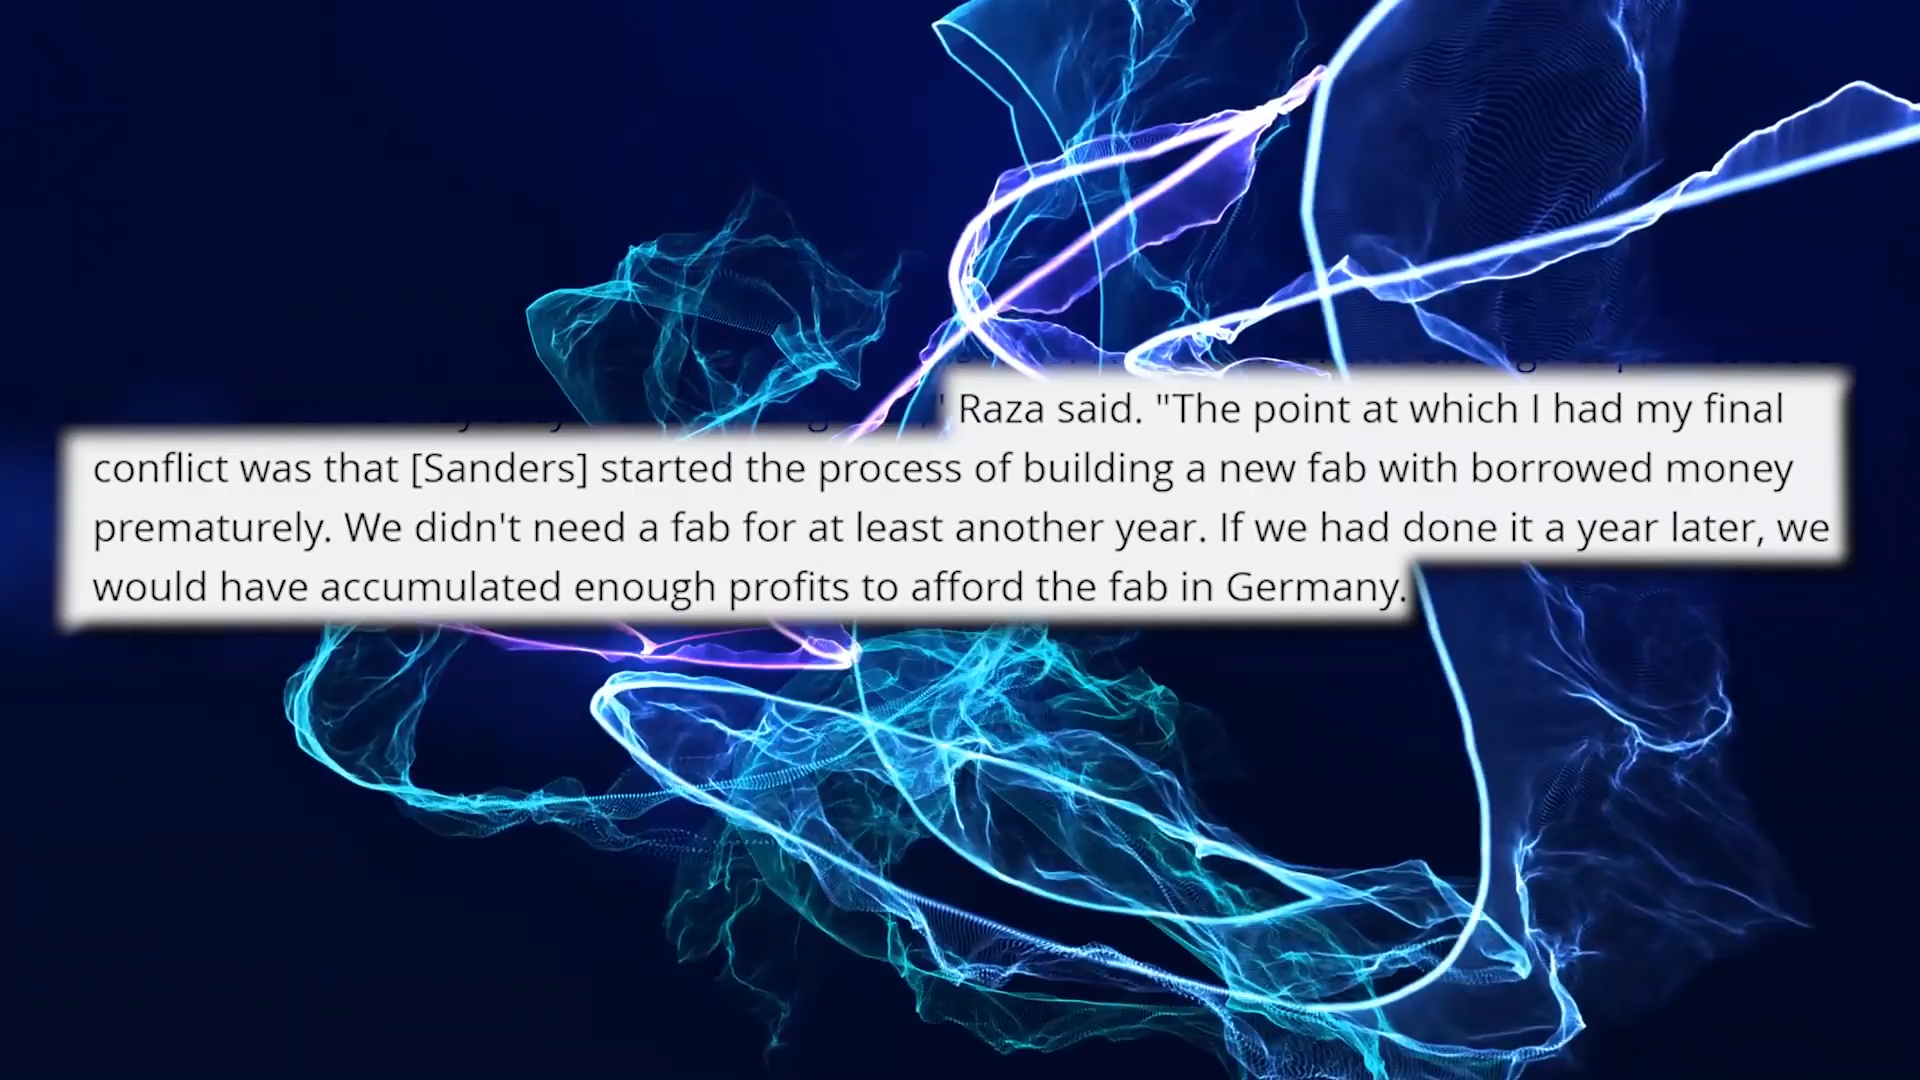 Raza said. "The point at which I had my final
conflict was that [Sanders] started the process of building a new fab with borrowed money
prematurely. We didn't need a fab for at least another year. If we had done it a year later, we
would have accumulated enough profits to afford the fab in Germany.